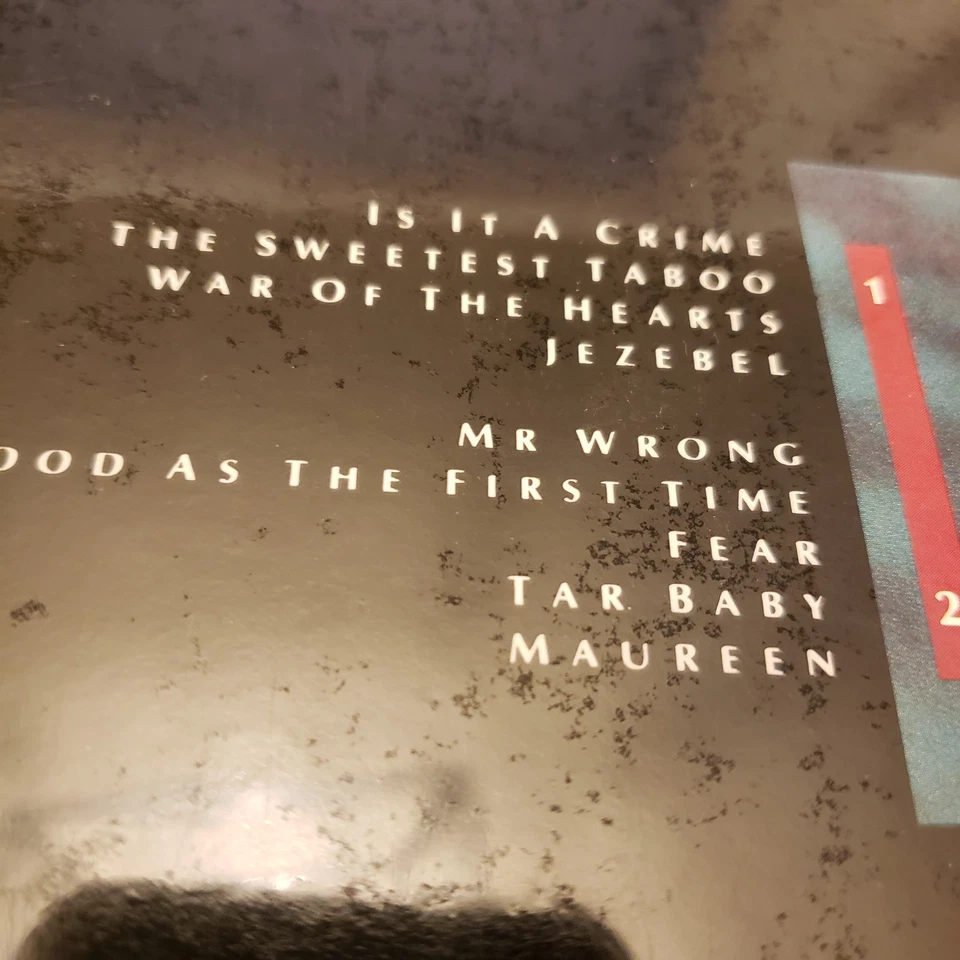 IS IT A CRIME
THE SWEETEST TABOO
WAR OF THE HEARTS
JEZEBEL
1
MR WRONG
OOD AS THE FIRST TIME
FEAR
TAR BABY
MAUREEN
2